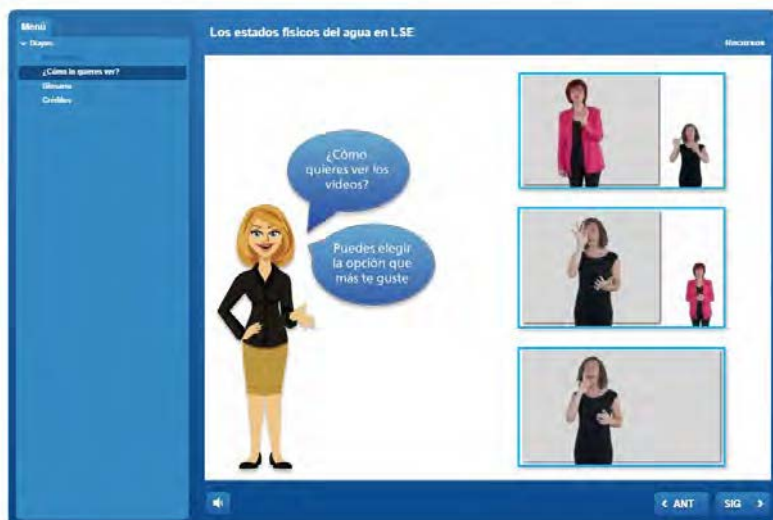 Menú
Los estados físicos del agua en LSE
Diapos
Recursos
¿Cómo lo quieres ver?
Glosario
Créditos
¿Cómo
quieres ver los
vídeos?
Puedes elegir
la opción que
más te guste
ANT
SIG